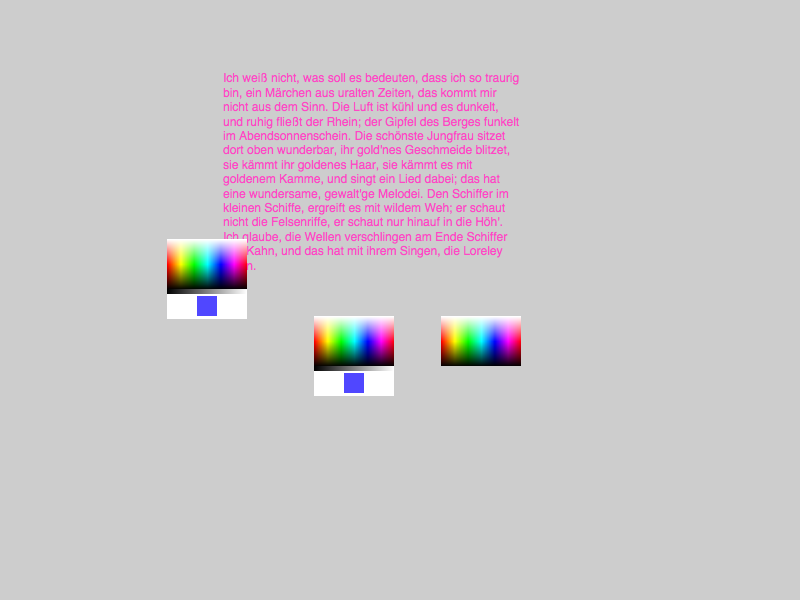 Ich weiß nicht, was soll es bedeuten, dass ich so traurig
bin, ein Märchen aus uralten Zeiten, das kommt mir
nicht aus dem Sinn. Die Luft ist kühl und es dunkelt,
und ruhig fließt der Rhein; der Gipfel des Berges funkelt
im Abendsonnenschein. Die schönste Jungfrau sitzet
dort oben wunderbar, ihr gold'nes Geschmeide blitzet,
sie kämmt ihr goldenes Haar, sie kämmt es mit
goldenem Kamme, und singt ein Lied dabei; das hat
eine wundersame, gewalt'ge Melodei. Den Schiffer im
kleinen Schiffe, ergreift es mit wildem Weh; er schaut
nicht die Felsenriffe, er schaut nur hinauf in die Höh'.
Ich glaube, die Wellen verschlingen am Ende Schiffer
Kahn, und das hat mit ihrem Singen, die Loreley